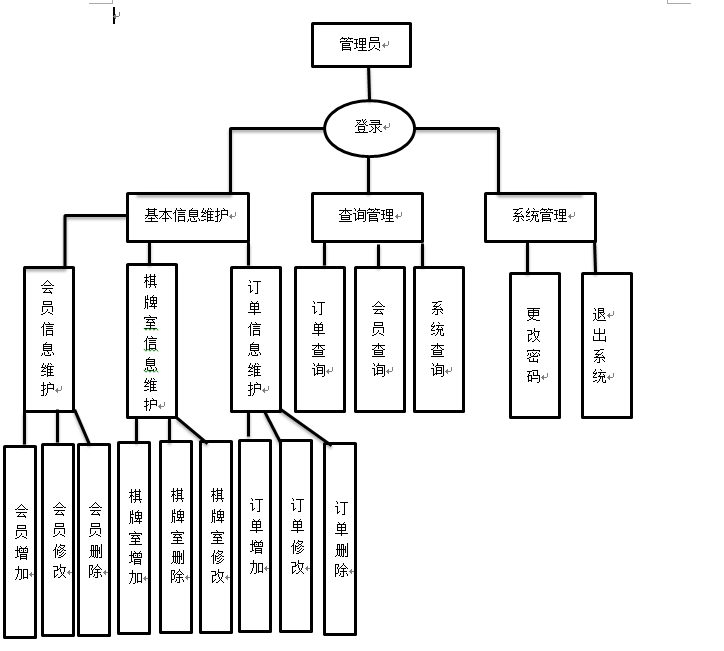 管理员
登录
基本信息维护
查询管理
系统管理
会员信息维护
棋牌室信息维护
订单信息维护
订单查询
会员查询
系统查询
更改密码
退出系统
会员增加
会员修改
会员删除
棋牌室增加
棋牌室删除
棋牌室修改
订单增加
订单修改
订单删除